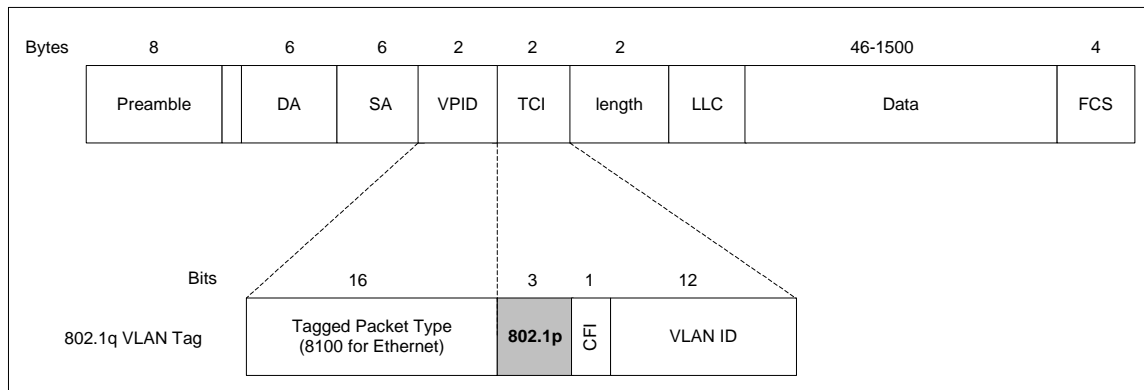 Bytes 8 6 6 2 2 2 46-1500 4
Preamble DA SA VPID TCI length LLC Data FCS
Bits 16 3 1 12
802.1q VLAN Tag
Tagged Packet Type
(8100 for Ethernet)
802.1p
CFI
VLAN ID